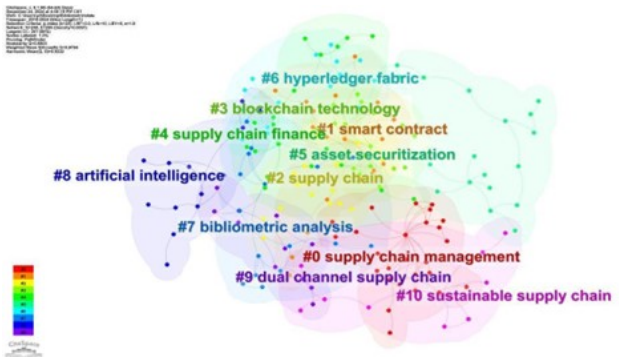 #6 hyperledger fabric
#3 blockchain technology
#4 supply chain finance
#1 smart contract
#5 asset securitization
#8 artificial intelligence
#2 supply chain
#7 bibliometric analysis
#0 supply chain management
#9 dual channel supply chain
#10 sustainable supply chain
CiteSpace